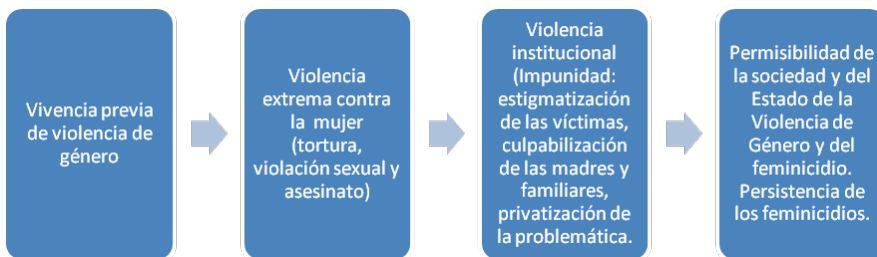 Vivencia previa
de violencia de
género
Violencia
extrema contra
la mujer
(tortura,
violación sexual y
asesinato)
Violencia
institucional
(Impunidad:
estigmatización
de las víctimas,
culpabilización
de las madres y
familiares,
privatización de
la problemática.
Permisibilidad de
la sociedad y del
Estado de la
Violencia de
Género y del
feminicidio.
Persistencia de
los feminicidios.